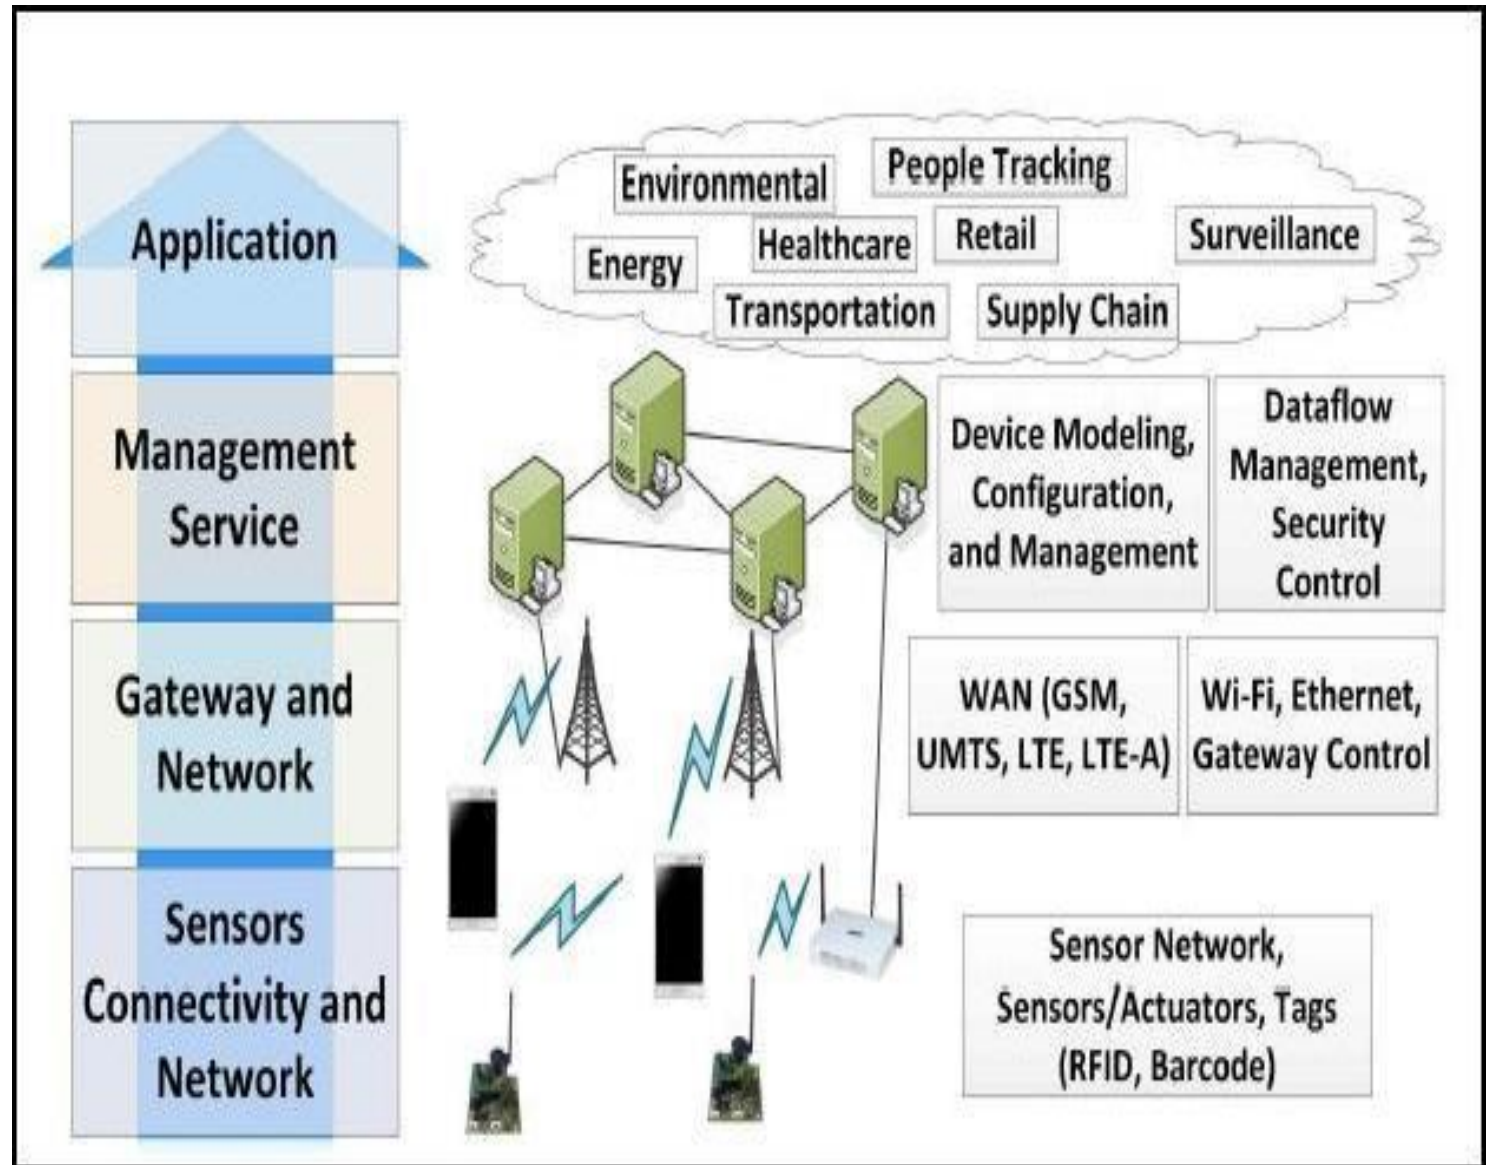 Application
Environmental
People Tracking
Healthcare
Retail
Surveillance
Energy
Transportation
Supply Chain
Management
Service
Device Modeling,
Configuration,
and Management
Dataflow
Management,
Security
Control
Gateway and
Network
WAN (GSM,
UMTS, LTE, LTE-A)
Wi-Fi, Ethernet,
Gateway Control
Sensors
Connectivity and
Network
Sensor Network,
Sensors/Actuators, Tags
(RFID, Barcode)